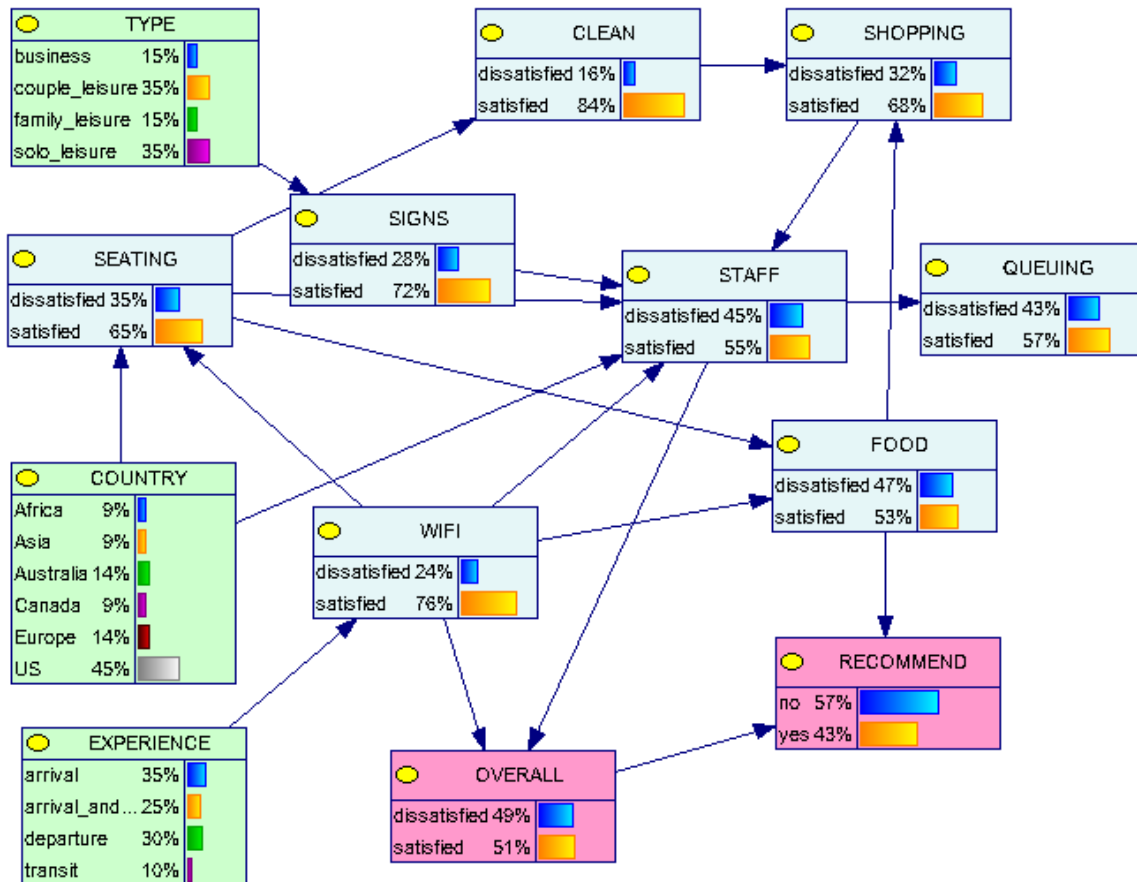 TYPE
business 15%
couple_leisure 35%
family_leisure 15%
solo_leisure 35%
CLEAN
dissatisfied 16%
satisfied 84%
SHOPPING
dissatisfied 32%
satisfied 68%
SIGNS
dissatisfied 28%
satisfied 72%
SEATING
dissatisfied 35%
satisfied 65%
STAFF
dissatisfied 45%
satisfied 55%
QUEUING
dissatisfied 43%
satisfied 57%
COUNTRY
Africa 9%
Asia 9%
Australia 14%
Canada 9%
Europe 14%
US 45%
WIFI
dissatisfied 24%
satisfied 76%
FOOD
dissatisfied 47%
satisfied 53%
RECOMMEND
no 57%
yes 43%
EXPERIENCE
arrival 35%
arrival_and... 25%
departure 30%
transit 10%
OVERALL
dissatisfied 49%
satisfied 51%